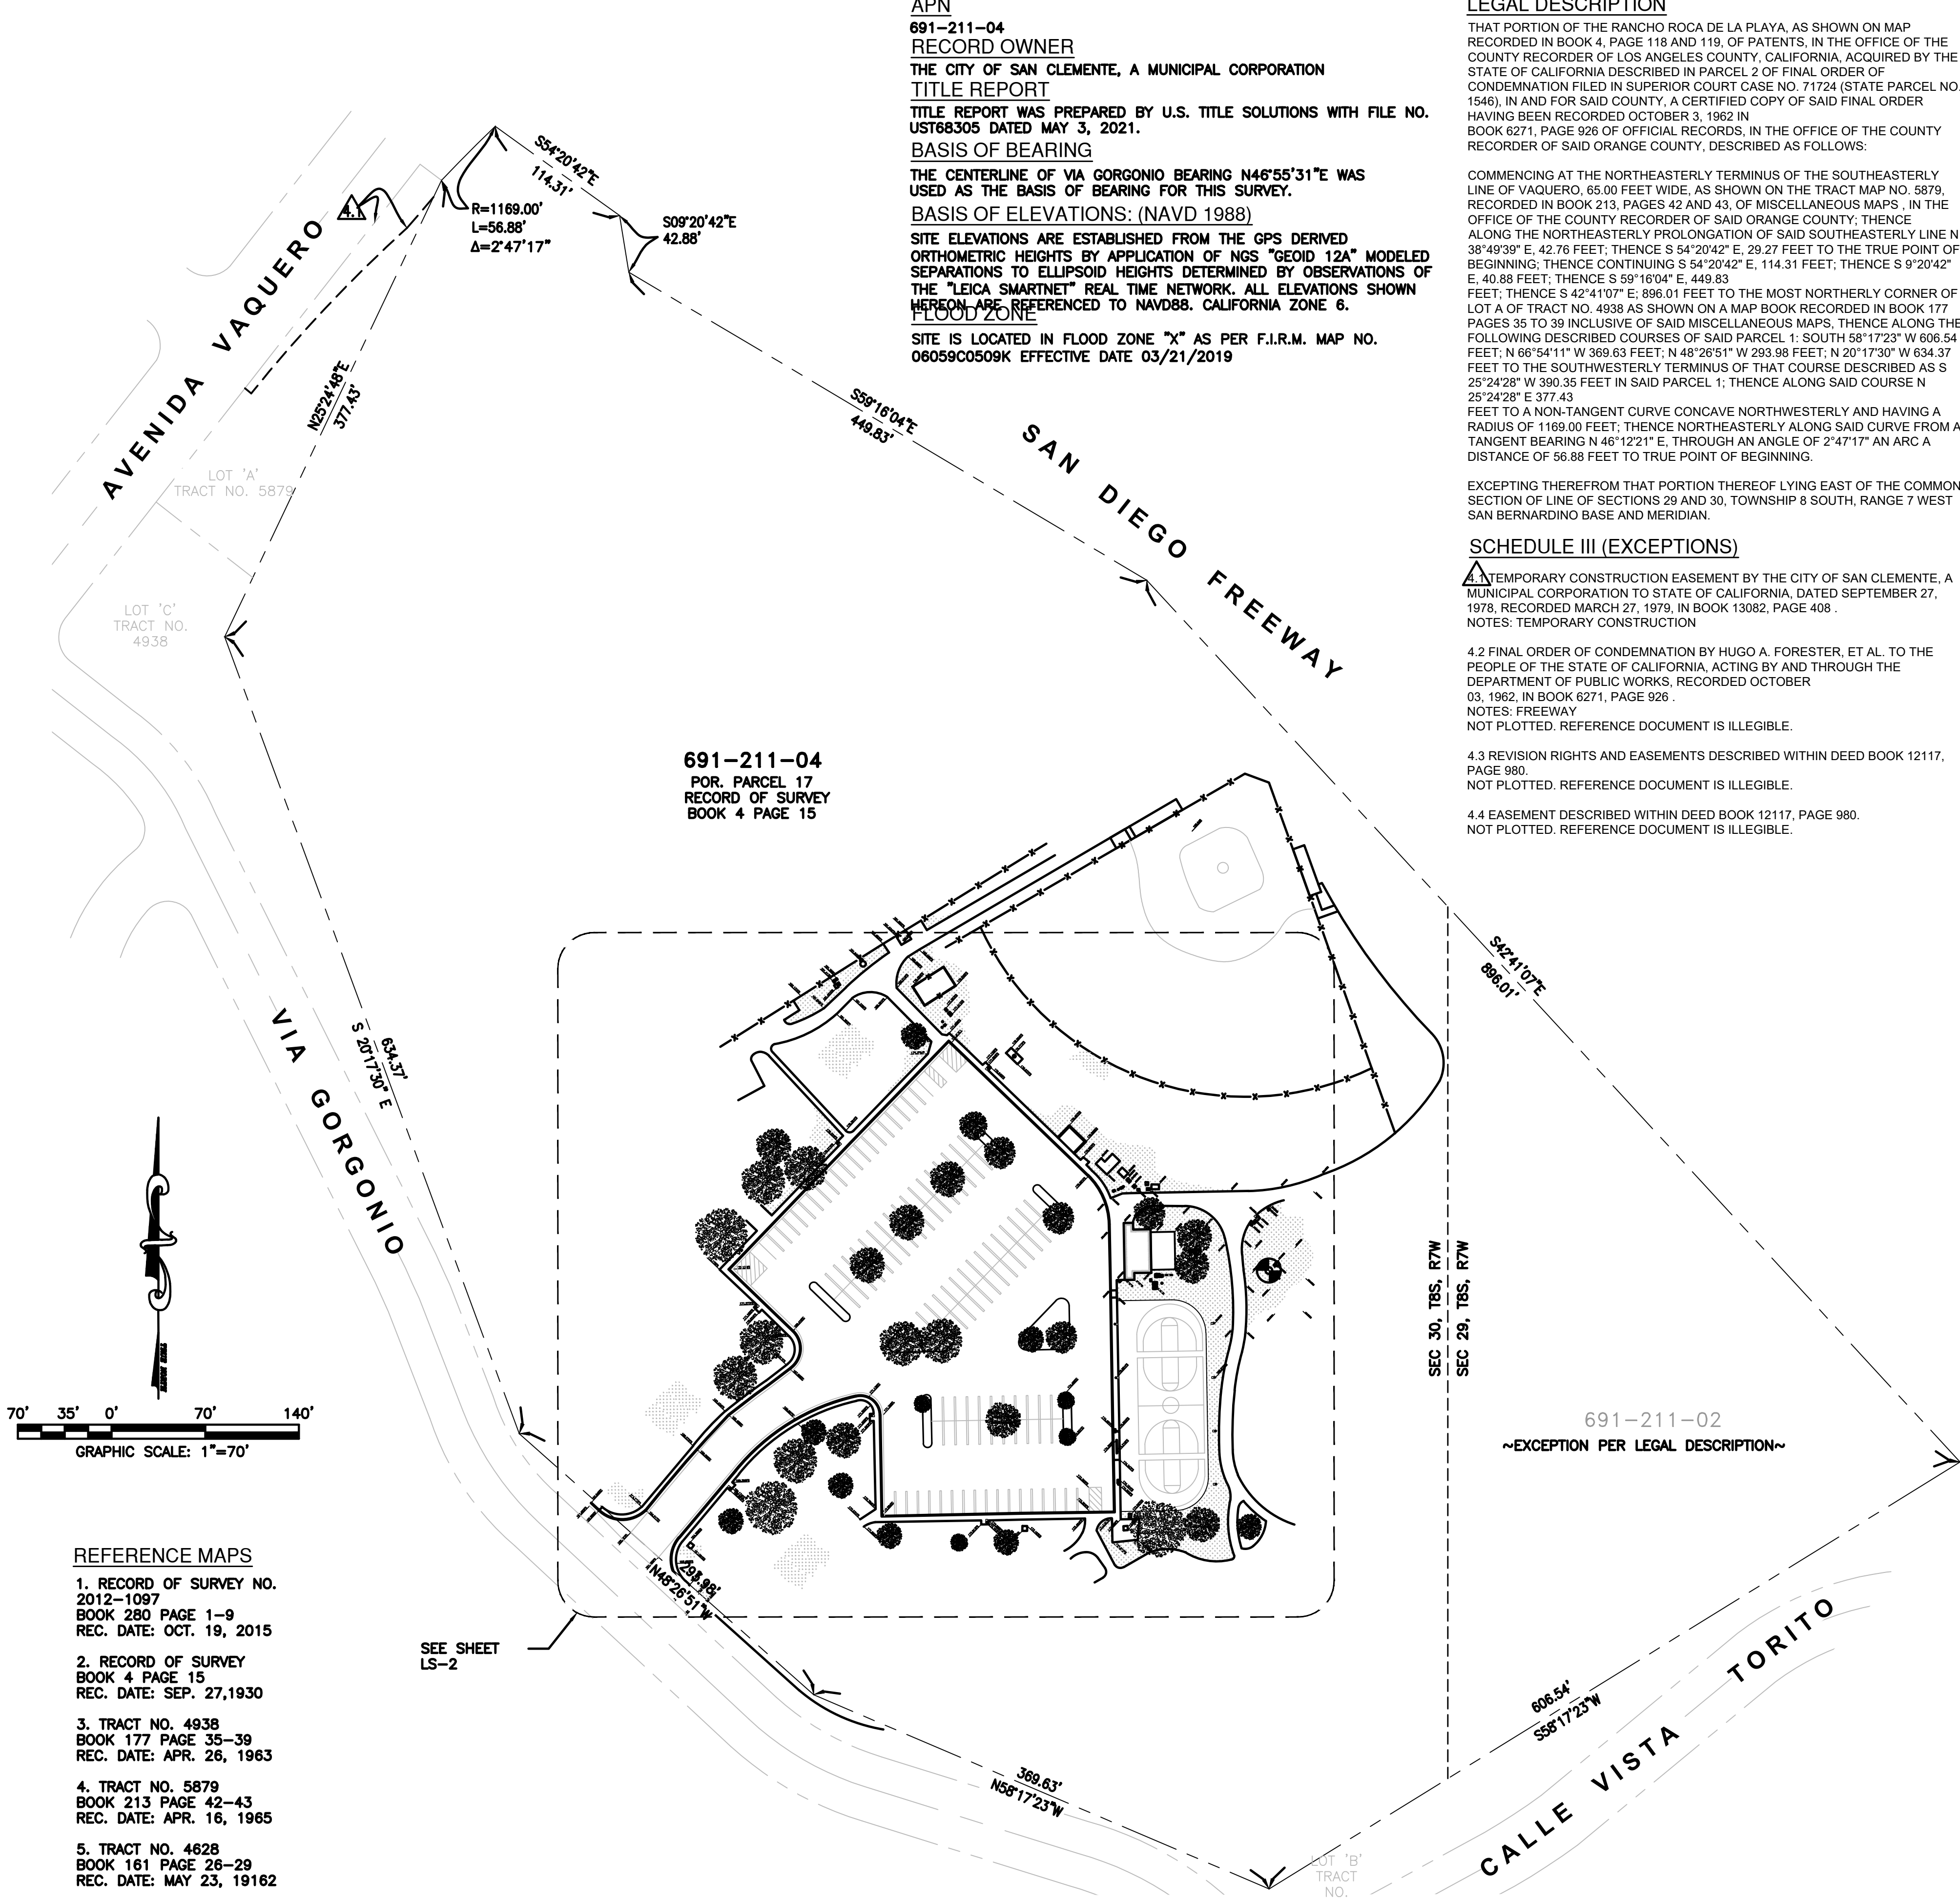 APN
691-211-04
RECORD OWNER
THE CITY OF SAN CLEMENTE, A MUNICIPAL CORPORATION
TITLE REPORT
TITLE REPORT WAS PREPARED BY U.S. TITLE SOLUTIONS WITH FILE NO.
UST68305 DATED MAY 3, 2021.
BASIS OF BEARING
THE CENTERLINE OF VIA GORGONIO BEARING N46°55'31"E WAS
USED AS THE BASIS OF BEARING FOR THIS SURVEY.
BASIS OF ELEVATIONS: (NAVD 1988)
SITE ELEVATIONS ARE ESTABLISHED FROM THE GPS DERIVED
ORTHOMETRIC HEIGHTS BY APPLICATION OF NGS "GEOID 12A" MODELED
SEPARATIONS TO ELLIPSOID HEIGHTS DETERMINED BY OBSERVATIONS OF
THE "LEICA SMARTNET" REAL TIME NETWORK. ALL ELEVATIONS SHOWN
HEREON ARE REFERENCED TO NAVD88. CALIFORNIA ZONE 6.
FLOOD ZONE
SITE IS LOCATED IN FLOOD ZONE "X" AS PER F.I.R.M. MAP NO.
06059C0509K EFFECTIVE DATE 03/21/2019
LEGAL DESCRIPTION
THAT PORTION OF THE RANCHO ROCA DE LA PLAYA, AS SHOWN ON MAP
RECORDED IN BOOK 4, PAGE 118 AND 119, OF PATENTS, IN THE OFFICE OF THE
COUNTY RECORDER OF LOS ANGELES COUNTY, CALIFORNIA, ACQUIRED BY THE
STATE OF CALIFORNIA DESCRIBED IN PARCEL 2 OF FINAL ORDER OF
CONDEMNATION FILED IN SUPERIOR COURT CASE NO. 71724 (STATE PARCEL NO.
1546), IN AND FOR SAID COUNTY, A CERTIFIED COPY OF SAID FINAL ORDER
HAVING BEEN RECORDED OCTOBER 3, 1962 IN
BOOK 6271, PAGE 926 OF OFFICIAL RECORDS, IN THE OFFICE OF THE COUNTY
RECORDER OF SAID ORANGE COUNTY, DESCRIBED AS FOLLOWS:
COMMENCING AT THE NORTHEASTERLY TERMINUS OF THE SOUTHEASTERLY
LINE OF VAQUERO, 65.00 FEET WIDE, AS SHOWN ON THE TRACT MAP NO. 5879,
RECORDED IN BOOK 213, PAGES 42 AND 43, OF MISCELLANEOUS MAPS , IN THE
OFFICE OF THE COUNTY RECORDER OF SAID ORANGE COUNTY; THENCE
ALONG THE NORTHEASTERLY PROLONGATION OF SAID SOUTHEASTERLY LINE N
38°49'39" E, 42.76 FEET; THENCE S 54°20'42" E, 29.27 FEET TO THE TRUE POINT OF
BEGINNING; THENCE CONTINUING S 54°20'42" E, 114.31 FEET; THENCE S 9°20'42"
E, 40.88 FEET; THENCE S 59°16'04" E, 449.83
FEET; THENCE S 42°41'07" E; 896.01 FEET TO THE MOST NORTHERLY CORNER OF
LOT A OF TRACT NO. 4938 AS SHOWN ON A MAP BOOK RECORDED IN BOOK 177
PAGES 35 TO 39 INCLUSIVE OF SAID MISCELLANEOUS MAPS, THENCE ALONG THE
FOLLOWING DESCRIBED COURSES OF SAID PARCEL 1: SOUTH 58°17'23" W 606.54
FEET; N 66°54'11" W 369.63 FEET; N 48°26'51" W 293.98 FEET; N 20°17'30" W 634.37
FEET TO THE SOUTHWESTERLY TERMINUS OF THAT COURSE DESCRIBED AS S
25°24'28" W 390.35 FEET IN SAID PARCEL 1; THENCE ALONG SAID COURSE N
25°24'28" E 377.43
FEET TO A NON-TANGENT CURVE CONCAVE NORTHWESTERLY AND HAVING A
RADIUS OF 1169.00 FEET; THENCE NORTHEASTERLY ALONG SAID CURVE FROM A
TANGENT BEARING N 46°12'21" E, THROUGH AN ANGLE OF 2°47'17" AN ARC A
DISTANCE OF 56.88 FEET TO TRUE POINT OF BEGINNING.
EXCEPTING THEREFROM THAT PORTION THEREOF LYING EAST OF THE COMMON
SECTION OF LINE OF SECTIONS 29 AND 30, TOWNSHIP 8 SOUTH, RANGE 7 WEST
SAN BERNARDINO BASE AND MERIDIAN.
SCHEDULE III (EXCEPTIONS)
4.1 TEMPORARY CONSTRUCTION EASEMENT BY THE CITY OF SAN CLEMENTE, A
MUNICIPAL CORPORATION TO STATE OF CALIFORNIA, DATED SEPTEMBER 27,
1978, RECORDED MARCH 27, 1979, IN BOOK 13082, PAGE 408 .
NOTES: TEMPORARY CONSTRUCTION
4.2 FINAL ORDER OF CONDEMNATION BY HUGO A. FORESTER, ET AL. TO THE
PEOPLE OF THE STATE OF CALIFORNIA, ACTING BY AND THROUGH THE
DEPARTMENT OF PUBLIC WORKS, RECORDED OCTOBER
03, 1962, IN BOOK 6271, PAGE 926 .
NOTES: FREEWAY
NOT PLOTTED. REFERENCE DOCUMENT IS ILLEGIBLE.
4.3 REVISION RIGHTS AND EASEMENTS DESCRIBED WITHIN DEED BOOK 12117,
PAGE 980.
NOT PLOTTED. REFERENCE DOCUMENT IS ILLEGIBLE.
4.4 EASEMENT DESCRIBED WITHIN DEED BOOK 12117, PAGE 980.
NOT PLOTTED. REFERENCE DOCUMENT IS ILLEGIBLE.
S54°20'42"E
114.31'
4.1
R=1169.00'
L=56.88'
Δ=2°47'17"
S09°20'42"E
42.88'
AVENIDA VAQUERO
N25°24'48"E
377.43'
S59°16'04"E
449.83'
SAN DIEGO FREEWAY
LOT 'A'
TRACT NO. 5879
LOT 'C'
TRACT NO.
4938
691-211-04
POR. PARCEL 17
RECORD OF SURVEY
BOOK 4 PAGE 15
S42°41'07"E
896.01'
VIA GORGONIO
634.37'
S 20°17'30" E
SEC 30, T8S, R7W
SEC 29, T8S, R7W
TRUE NORTH
70' 35' 0' 70' 140'
GRAPHIC SCALE: 1"=70'
691-211-02
~EXCEPTION PER LEGAL DESCRIPTION~
293.98'
N48°26'51"W
SEE SHEET
LS-2
REFERENCE MAPS
1. RECORD OF SURVEY NO.
2012-1097
BOOK 280 PAGE 1-9
REC. DATE: OCT. 19, 2015
2. RECORD OF SURVEY
BOOK 4 PAGE 15
REC. DATE: SEP. 27,1930
3. TRACT NO. 4938
BOOK 177 PAGE 35-39
REC. DATE: APR. 26, 1963
4. TRACT NO. 5879
BOOK 213 PAGE 42-43
REC. DATE: APR. 16, 1965
5. TRACT NO. 4628
BOOK 161 PAGE 26-29
REC. DATE: MAY 23, 19162
606.54'
S58°17'23"W
CALLE VISTA TORITO
369.63'
N58°17'23"W
LOT 'B'
TRACT
NO.